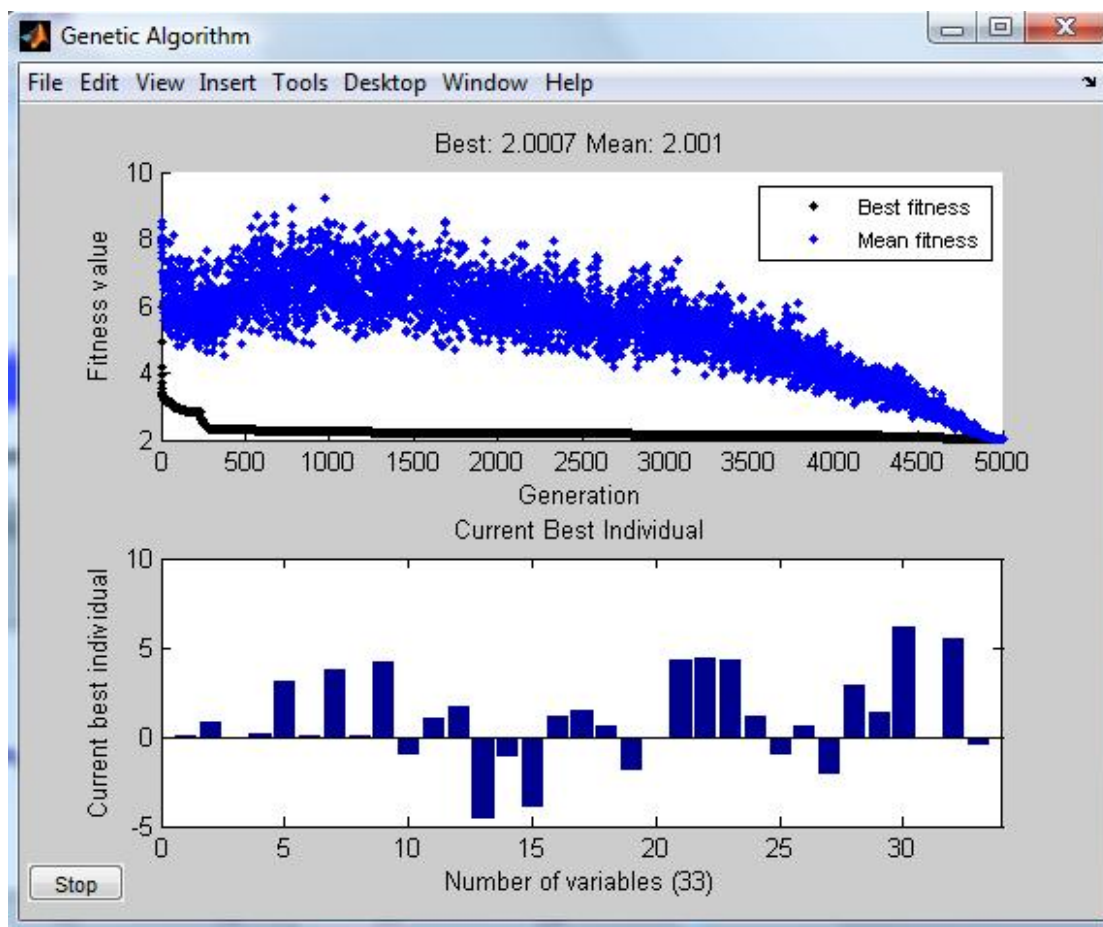 Genetic Algorithm
File Edit View Insert Tools Desktop Window Help
Best: 2.0007 Mean: 2.001
10
8
6
4
2
Fitness value
Best fitness
Mean fitness
0 500 1000 1500 2000 2500 3000 3500 4000 4500 5000
Generation
Current Best Individual
10
5
0
-5
Current best individual
0 5 10 15 20 25 30
Number of variables (33)
Stop